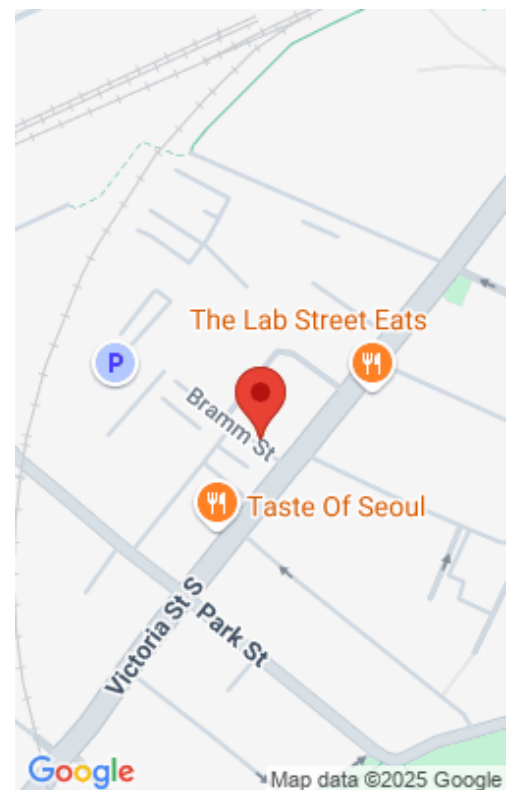 The Lab Street Eats
P
Bramm St
Taste Of Seoul
Victoria St S
Park St
Google
Map data ©2025 Google